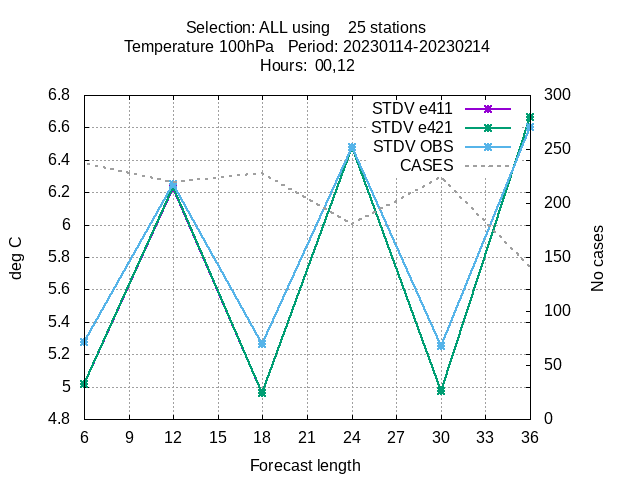 Selection: ALL using    25 stations
Temperature 100hPa   Period: 20230114-20230214
Hours:  00,12
STDV e411
STDV e421
STDV OBS
CASES
deg C
6.8
6.6
6.4
6.2
6
5.8
5.6
5.4
5.2
5
4.8
300
250
200
150
100
50
0
No cases
6 9 12 15 18 21 24 27 30 33 36
Forecast length